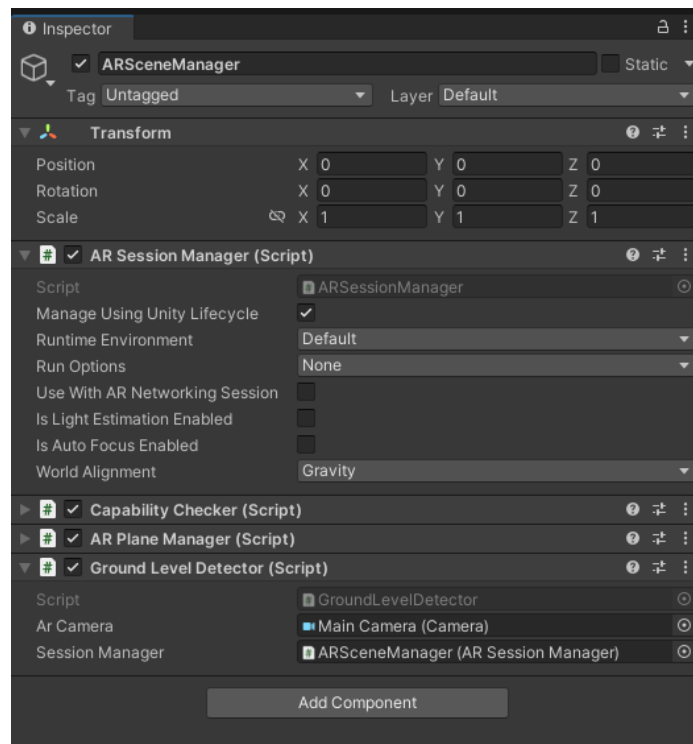 Inspector
ARSceneManager Static
Tag Untagged Layer Default
Transform
Position X 0 Y 0 Z 0
Rotation X 0 Y 0 Z 0
Scale X 1 Y 1 Z 1
# AR Session Manager (Script)
Script # ARSessionManager
Manage Using Unity Lifecycle
Runtime Environment Default
Run Options None
Use With AR Networking Session
Is Light Estimation Enabled
Is Auto Focus Enabled
World Alignment Gravity
# Capability Checker (Script)
# AR Plane Manager (Script)
# Ground Level Detector (Script)
Script # GroundLevelDetector
Ar Camera Main Camera (Camera)
Session Manager # ARSceneManager (AR Session Manager)
Add Component